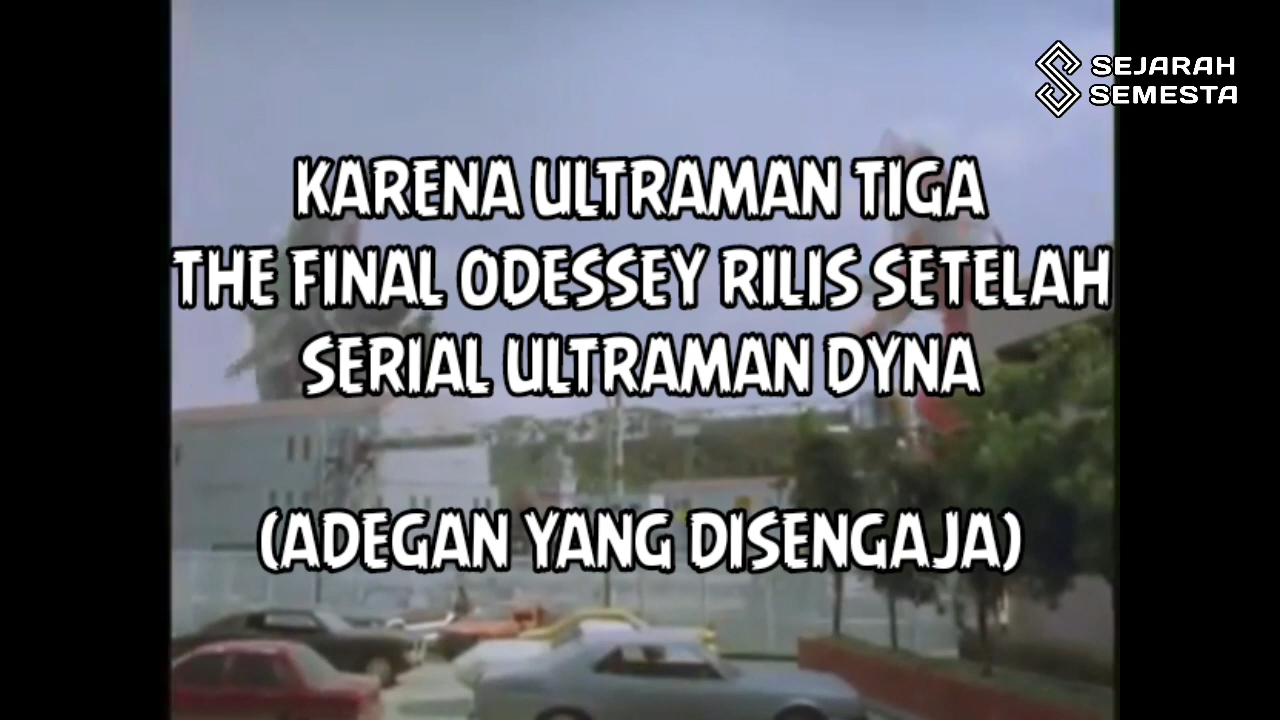 SEJARAH
SEMESTA
KARENA ULTRAMAN TIGA
THE FINAL ODESSEY RILIS SETELAH
SERIAL ULTRAMAN DYNA
(ADEGAN YANG DISENGAJA)